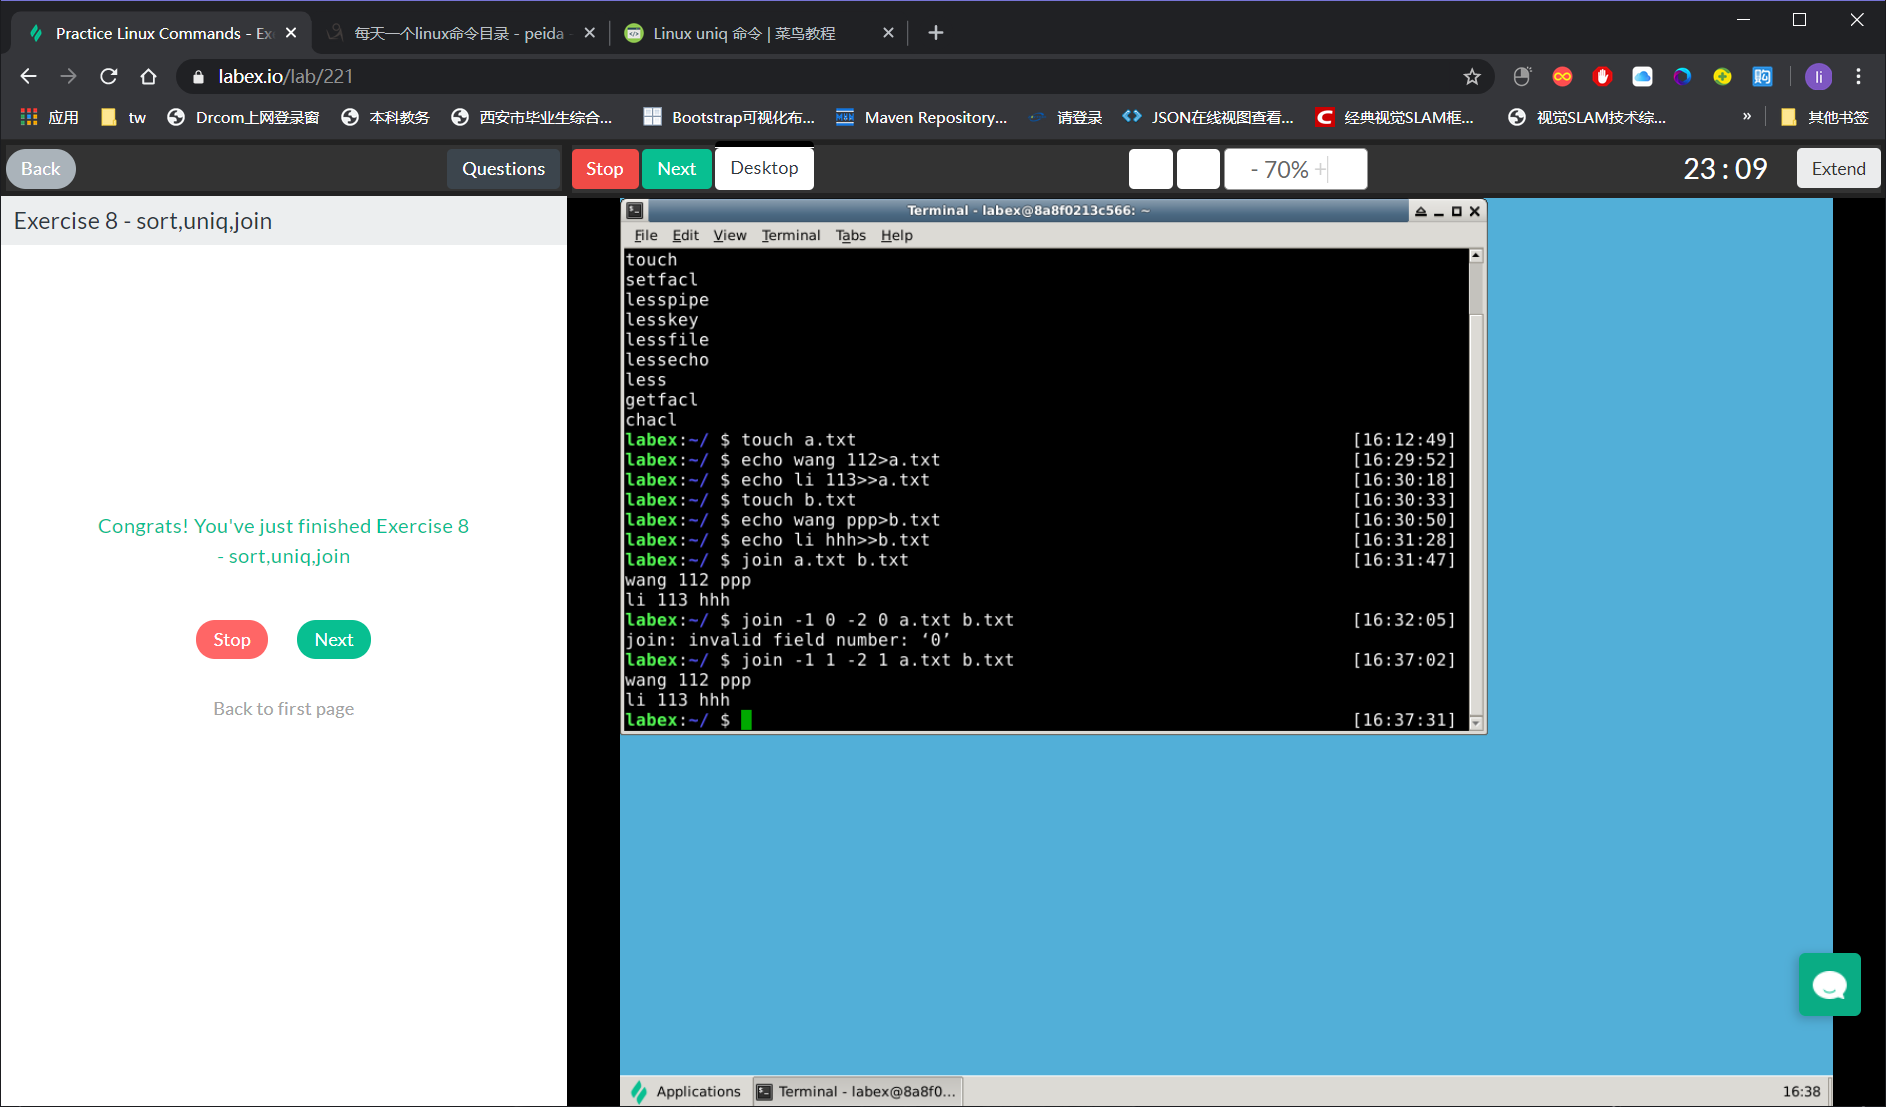 Practice Linux Commands - Ex
每天一个linux命令目录 - peida -
Linux uniq 命令 | 菜鸟教程
labex.io/lab/221
li
应用
tw
Drcom上网登录窗
本科教务
西安市毕业生综合...
Bootstrap可视化布...
Maven Repository...
请登录
JSON在线视图查看...
经典视觉SLAM框...
视觉SLAM技术综...
»
其他书签
Back
Questions
Stop
Next
Desktop
- 70% +
23:09
Extend
Exercise 8 - sort,uniq,join
Congrats! You've just finished Exercise 8
- sort,uniq,join
Stop
Next
Back to first page
Terminal - labex@8a8f0213c566: ~
File Edit View Terminal Tabs Help
touch
setfacl
lesspipe
lesskey
lessfile
lessecho
less
getfacl
chacl
labex:~/ $ touch a.txt [16:12:49]
labex:~/ $ echo wang 112>a.txt [16:29:52]
labex:~/ $ echo li 113>>a.txt [16:30:18]
labex:~/ $ touch b.txt [16:30:33]
labex:~/ $ echo wang ppp>b.txt [16:30:50]
labex:~/ $ echo li hhh>>b.txt [16:31:28]
labex:~/ $ join a.txt b.txt [16:31:47]
wang 112 ppp
li 113 hhh
labex:~/ $ join -1 0 -2 0 a.txt b.txt [16:32:05]
join: invalid field number: ‘0’
labex:~/ $ join -1 1 -2 1 a.txt b.txt [16:37:02]
wang 112 ppp
li 113 hhh
labex:~/ $ [16:37:31]
Applications
Terminal - labex@8a8f0...
16:38